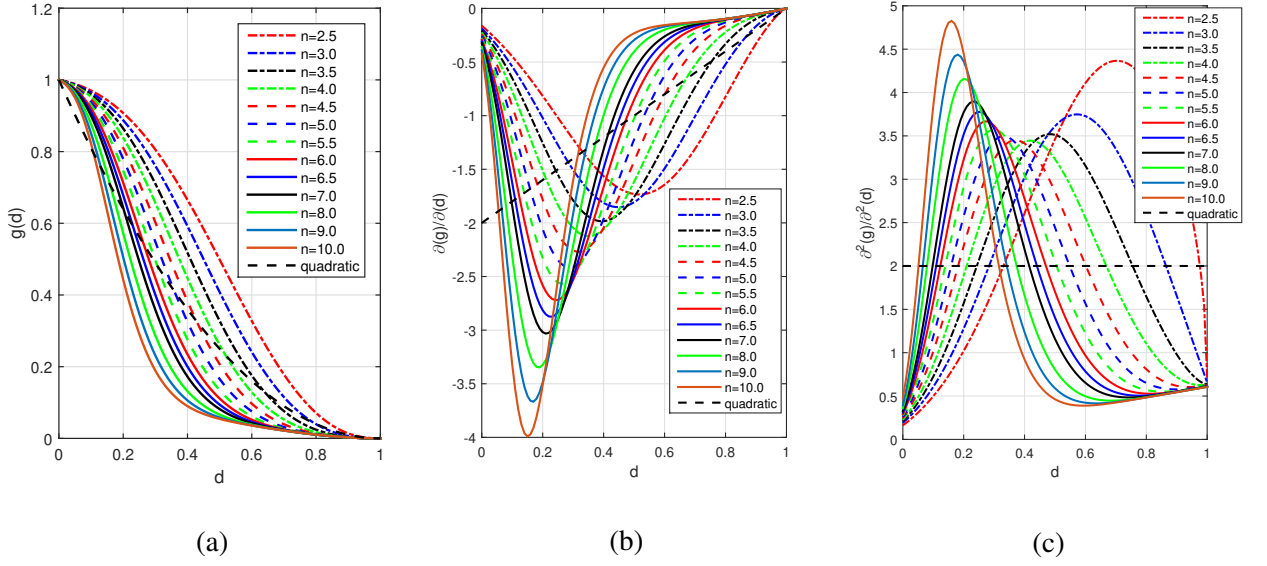 1.2
1
0.8
0.6
0.4
0.2
0
g(d)
0
0.2
0.4
0.6
0.8
1
d
n=2.5
n=3.0
n=3.5
n=4.0
n=4.5
n=5.0
n=5.5
n=6.0
n=6.5
n=7.0
n=8.0
n=9.0
n=10.0
quadratic
(a)
0
-0.5
-1
-1.5
-2
-2.5
-3
-3.5
-4
∂(g)/∂(d)
0
0.2
0.4
0.6
0.8
1
d
n=2.5
n=3.0
n=3.5
n=4.0
n=4.5
n=5.0
n=5.5
n=6.0
n=6.5
n=7.0
n=8.0
n=9.0
n=10.0
quadratic
(b)
5
4.5
4
3.5
3
2.5
2
1.5
1
0.5
0
∂²(g)/∂²(d)
0
0.2
0.4
0.6
0.8
1
d
n=2.5
n=3.0
n=3.5
n=4.0
n=4.5
n=5.0
n=5.5
n=6.0
n=6.5
n=7.0
n=8.0
n=9.0
n=10.0
quadratic
(c)